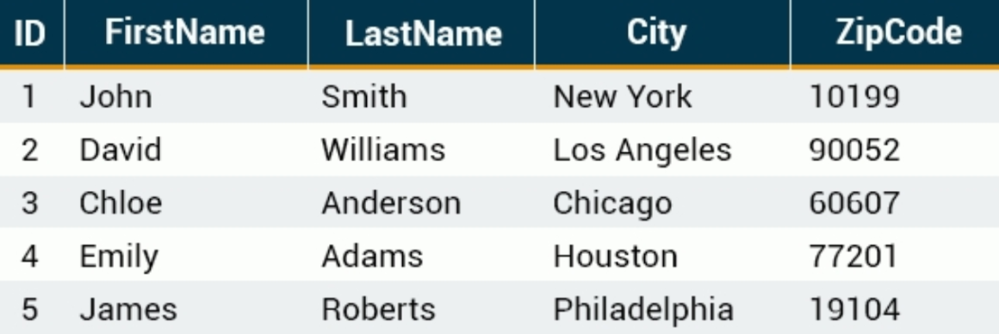 ID FirstName LastName City ZipCode
1 John Smith New York 10199
2 David Williams Los Angeles 90052
3 Chloe Anderson Chicago 60607
4 Emily Adams Houston 77201
5 James Roberts Philadelphia 19104